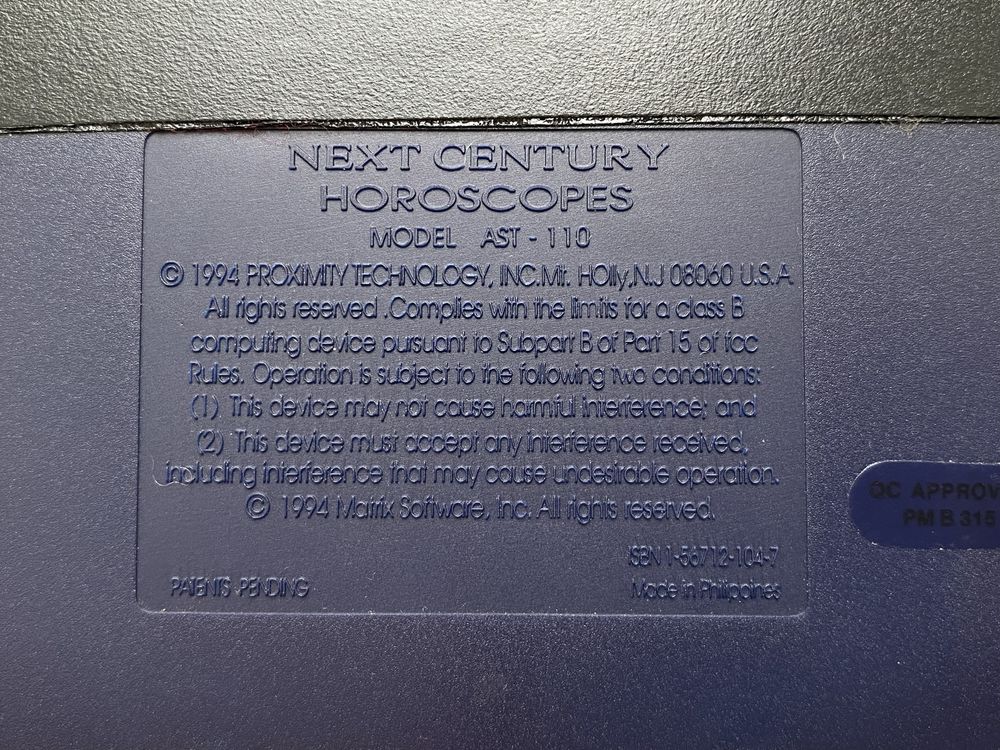 NEXT CENTURY
HOROSCOPES
MODEL AST - 110
© 1994 PROXIMITY TECHNOLOGY, INC.Mt. Holly,N.J 08060 U.S.A
All rights reserved .Complies with the limits for a class B
computing device pursuant to Subpart B of Part 15 of fcc
Rules. Operation is subject to the following two conditions:
(1) This device may not cause harmful interference; and
(2) This device must accept any interference received,
including interference that may cause undestrable operation.
© 1994 Matrix Software, Inc. All rights reserved.
ISBN 1-56712-104-7
PATENTS PENDING
Made in Philippines
QC APPROV
PM B 315